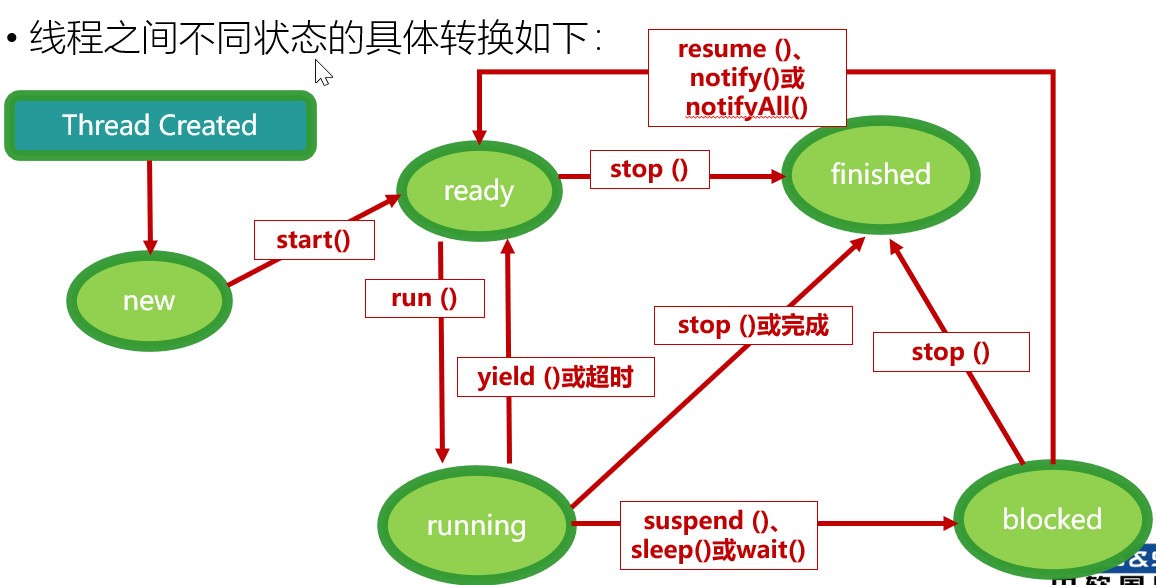 • 线程之间不同状态的具体转换如下：
resume ()、
notify()或
notifyAll()
Thread Created
ready
stop ()
finished
start()
new
run ()
stop ()或完成
stop ()
yield ()或超时
running
suspend ()、
sleep()或wait()
blocked